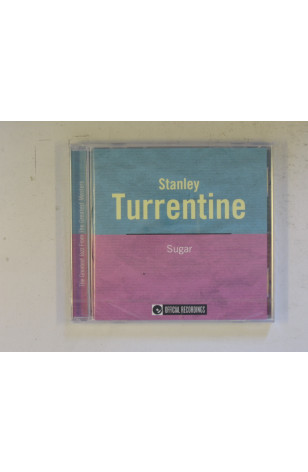 Stanley
Turrentine
Sugar
OFFICIAL RECORDINGS